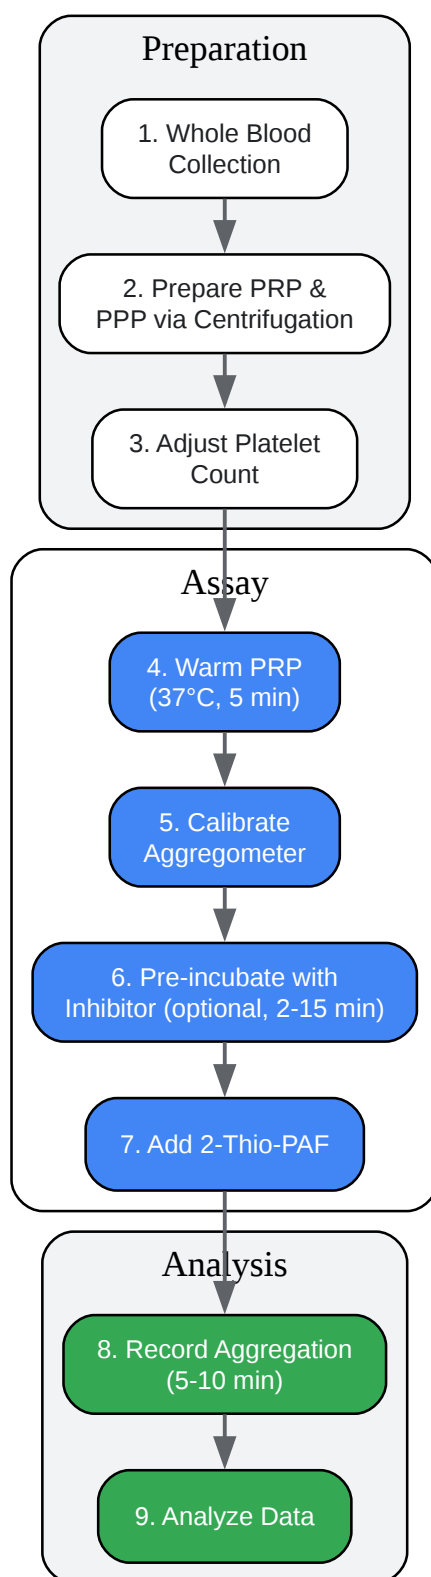 Preparation
1. Whole Blood
Collection
2. Prepare PRP &
PPP via Centrifugation
3. Adjust Platelet
Count
Assay
4. Warm PRP
(37°C, 5 min)
5. Calibrate
Aggregometer
6. Pre-incubate with
Inhibitor (optional, 2-15 min)
7. Add 2-Thio-PAF
Analysis
8. Record Aggregation
(5-10 min)
9. Analyze Data